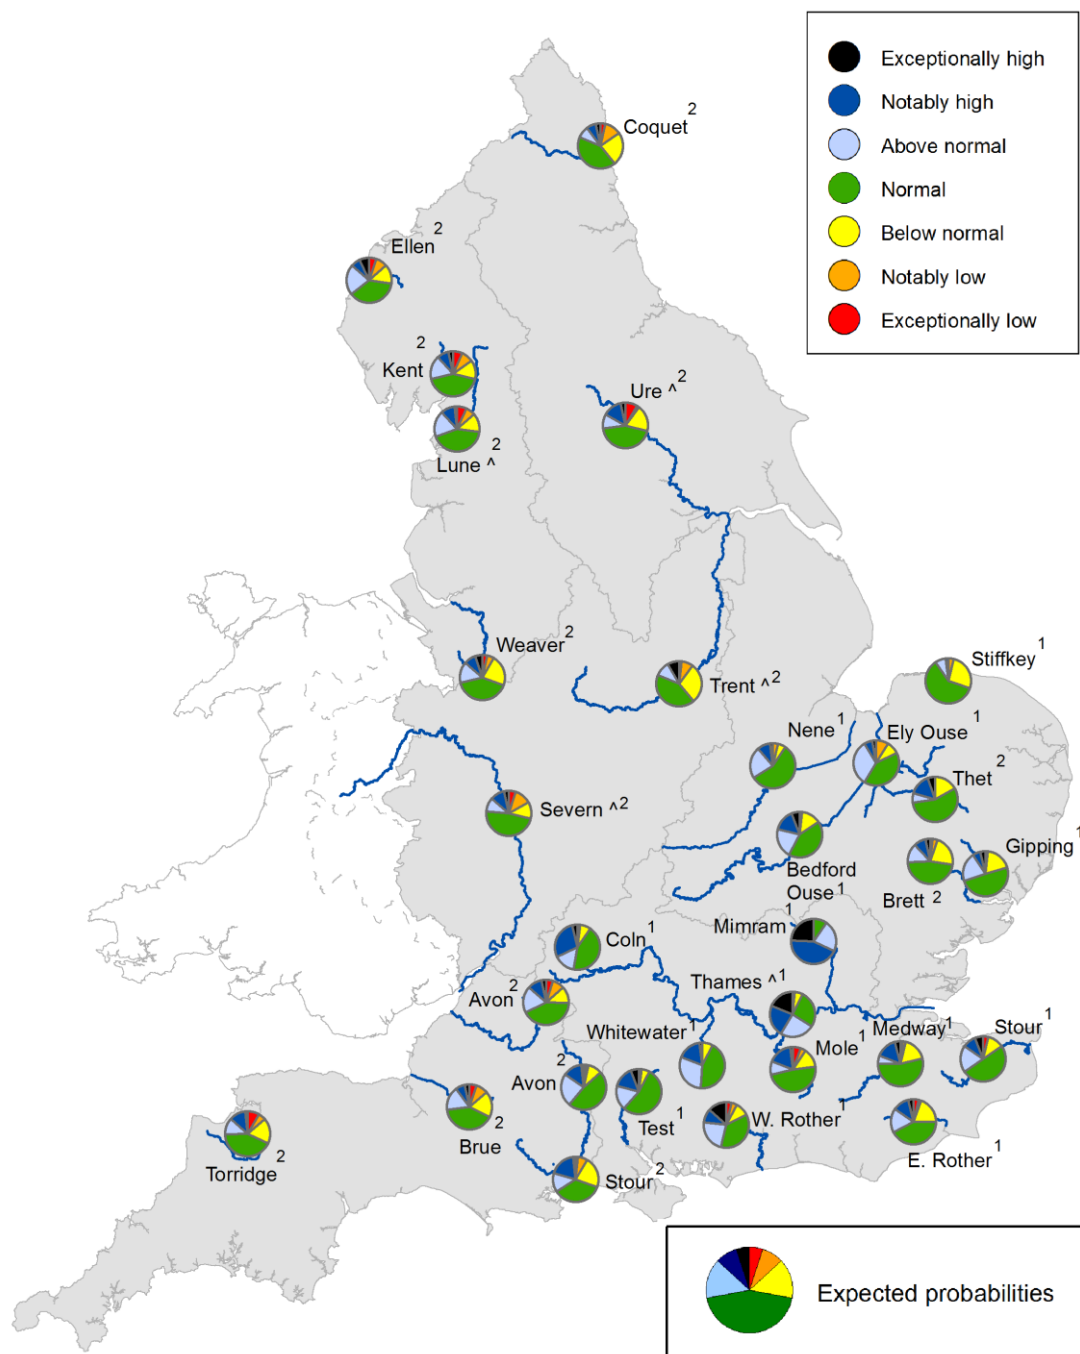 Exceptionally high
Notably high
Above normal
Normal
Below normal
Notably low
Exceptionally low
Coquet 2
Ellen 2
Kent 2
Ure ^ 2
Lune ^ 2
Weaver 2
Trent ^ 2
Stiffkey 1
Nene 1
Ely Ouse 1
Thet 2
Severn ^ 2
Gipping 1
Bedford
Ouse 1
Brett 2
Mimram 1
Coln 1
Avon 2
Thames ^ 1
Whitewater 1
Mole 1
Medway 1
Stour 1
Avon 2
Test 1
W. Rother 1
E. Rother 1
Brue 2
Torridge 2
Stour 2
Expected probabilities